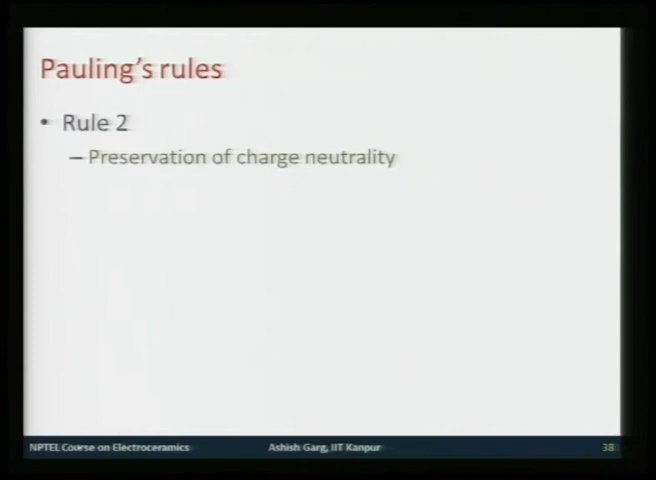 Pauling's rules
• Rule 2
– Preservation of charge neutrality
NPTEL Course on Electroceramics
Ashish Garg, IIT Kanpur
38